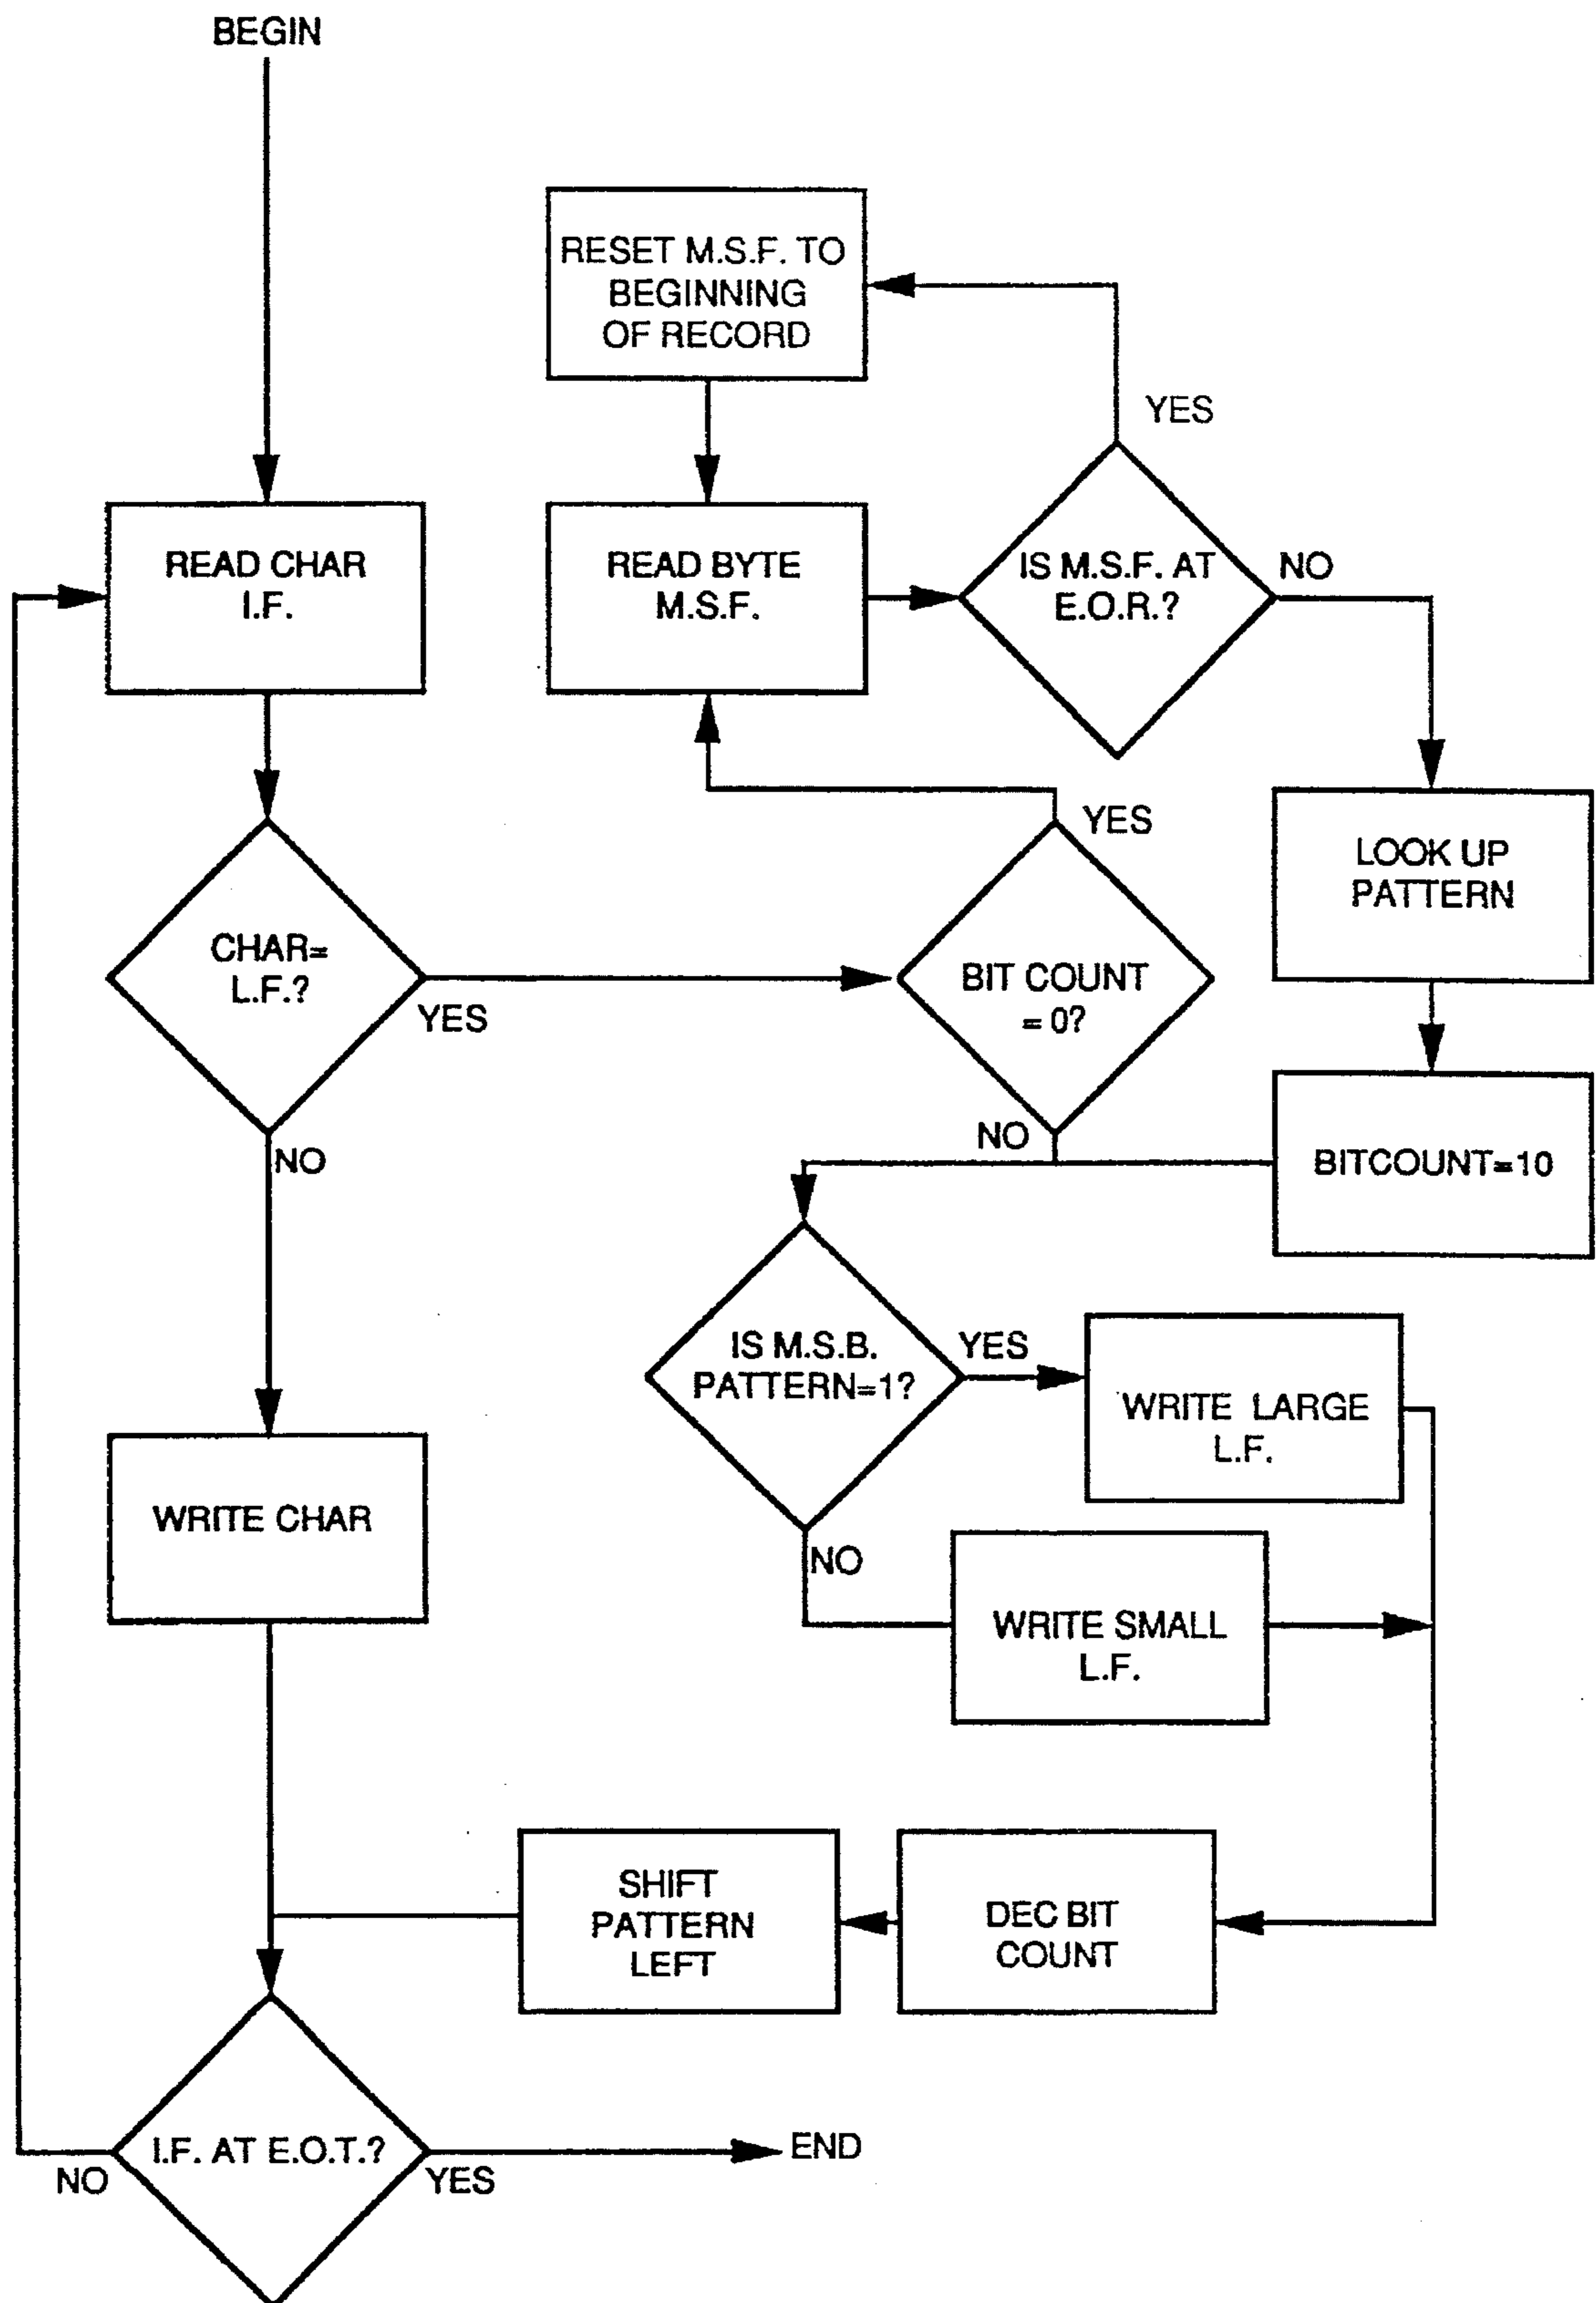 BEGIN
RESET M.S.F. TO
BEGINNING
OF RECORD
YES
READ CHAR
I.F.
READ BYTE
M.S.F.
IS M.S.F. AT
E.O.R.?
NO
YES
LOOK UP
PATTERN
CHAR=
L.F.?
YES
BIT COUNT
= 0?
NO
NO
BITCOUNT=10
IS M.S.B.
PATTERN=1?
YES
WRITE LARGE
L.F.
WRITE CHAR
NO
WRITE SMALL
L.F.
SHIFT
PATTERN
LEFT
DEC BIT
COUNT
I.F. AT E.O.T.?
NO
YES
END